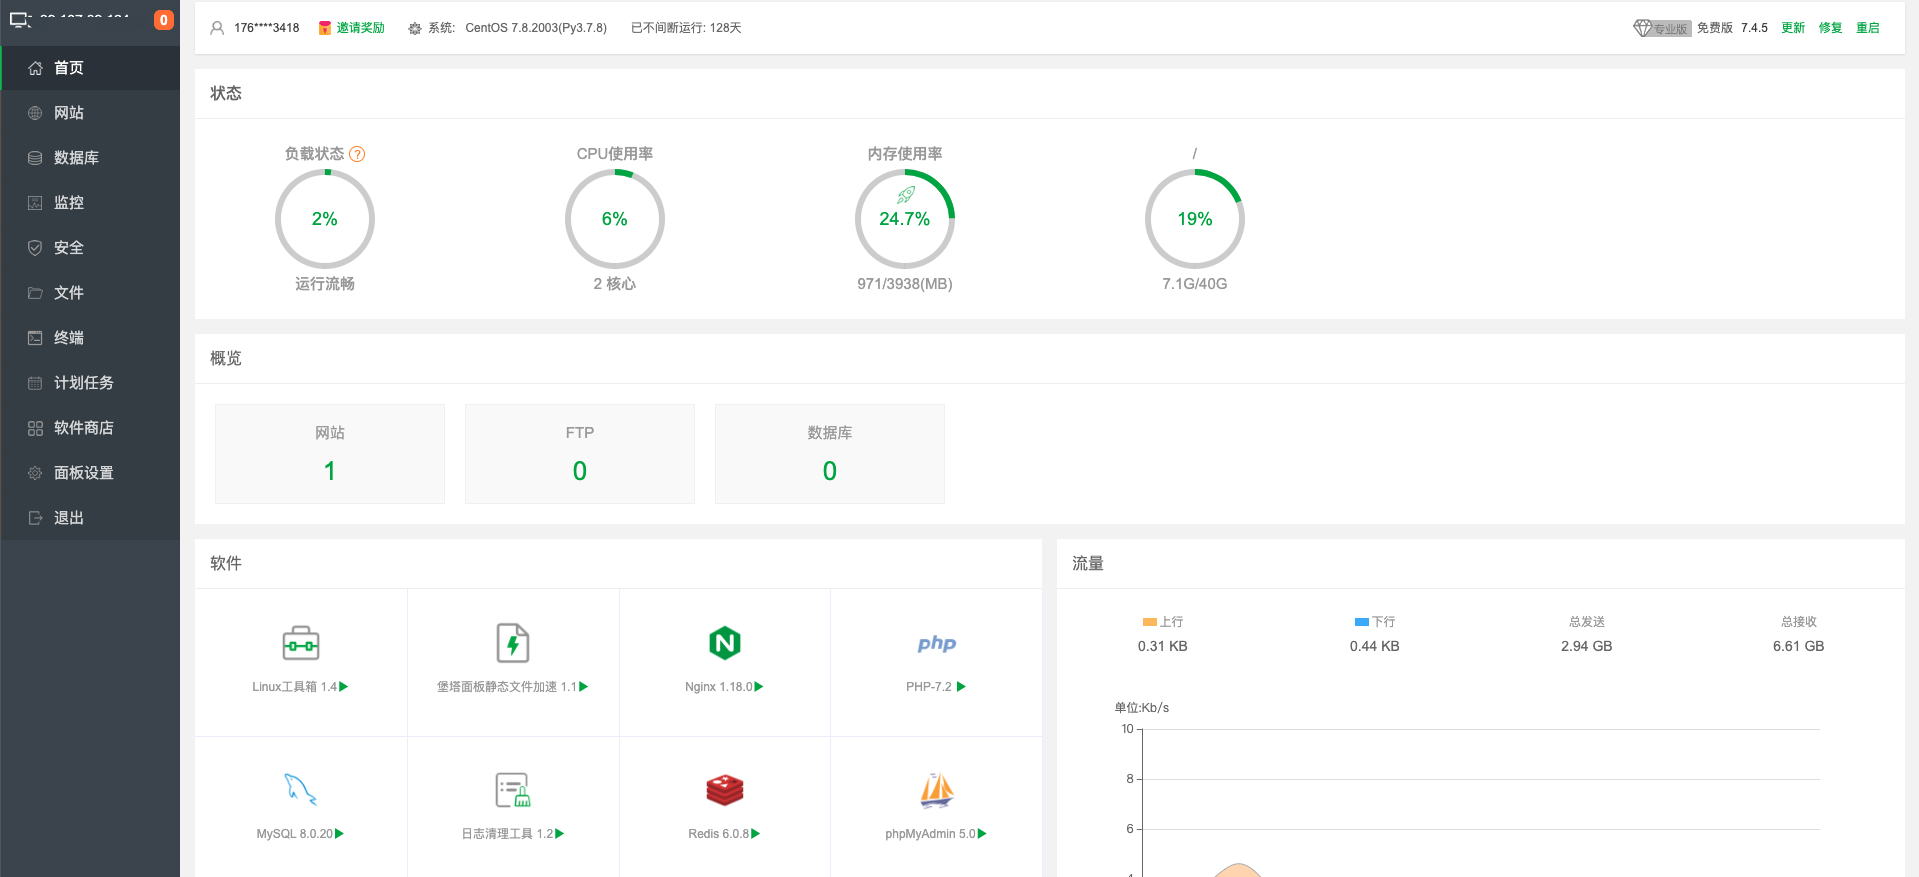 0
首页
网站
数据库
监控
安全
文件
终端
计划任务
软件商店
面板设置
退出
176****3418 邀请奖励 系统: CentOS 7.8.2003(Py3.7.8) 已不间断运行: 128天
专业版 免费版 7.4.5 更新 修复 重启
状态
负载状态 ?
2%
运行流畅
CPU使用率
6%
2 核心
内存使用率
24.7%
971/3938(MB)
/
19%
7.1G/40G
概览
网站
1
FTP
0
数据库
0
软件
Linux工具箱 1.4
堡塔面板静态文件加速 1.1
N
Nginx 1.18.0
php
PHP-7.2
MySQL 8.0.20
日志清理工具 1.2
Redis 6.0.8
phpMyAdmin 5.0
流量
上行
0.31 KB
下行
0.44 KB
总发送
2.94 GB
总接收
6.61 GB
单位:Kb/s
10
8
6